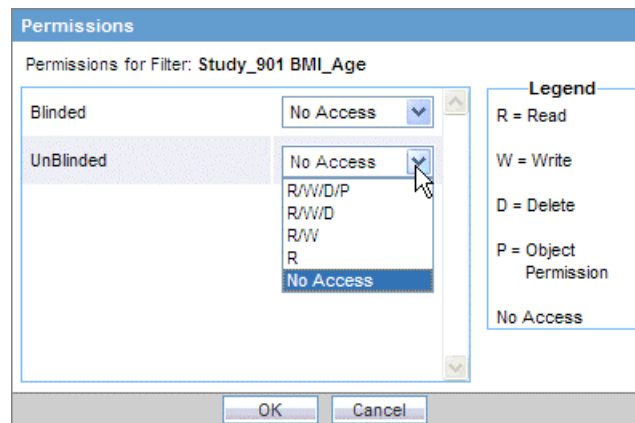 Permissions
Permissions for Filter: Study_901 BMI_Age
Blinded
No Access
UnBlinded
No Access
R/W/D/P
R/W/D
R/W
R
No Access
Legend
R = Read
W = Write
D = Delete
P = Object
Permission
No Access
OK
Cancel